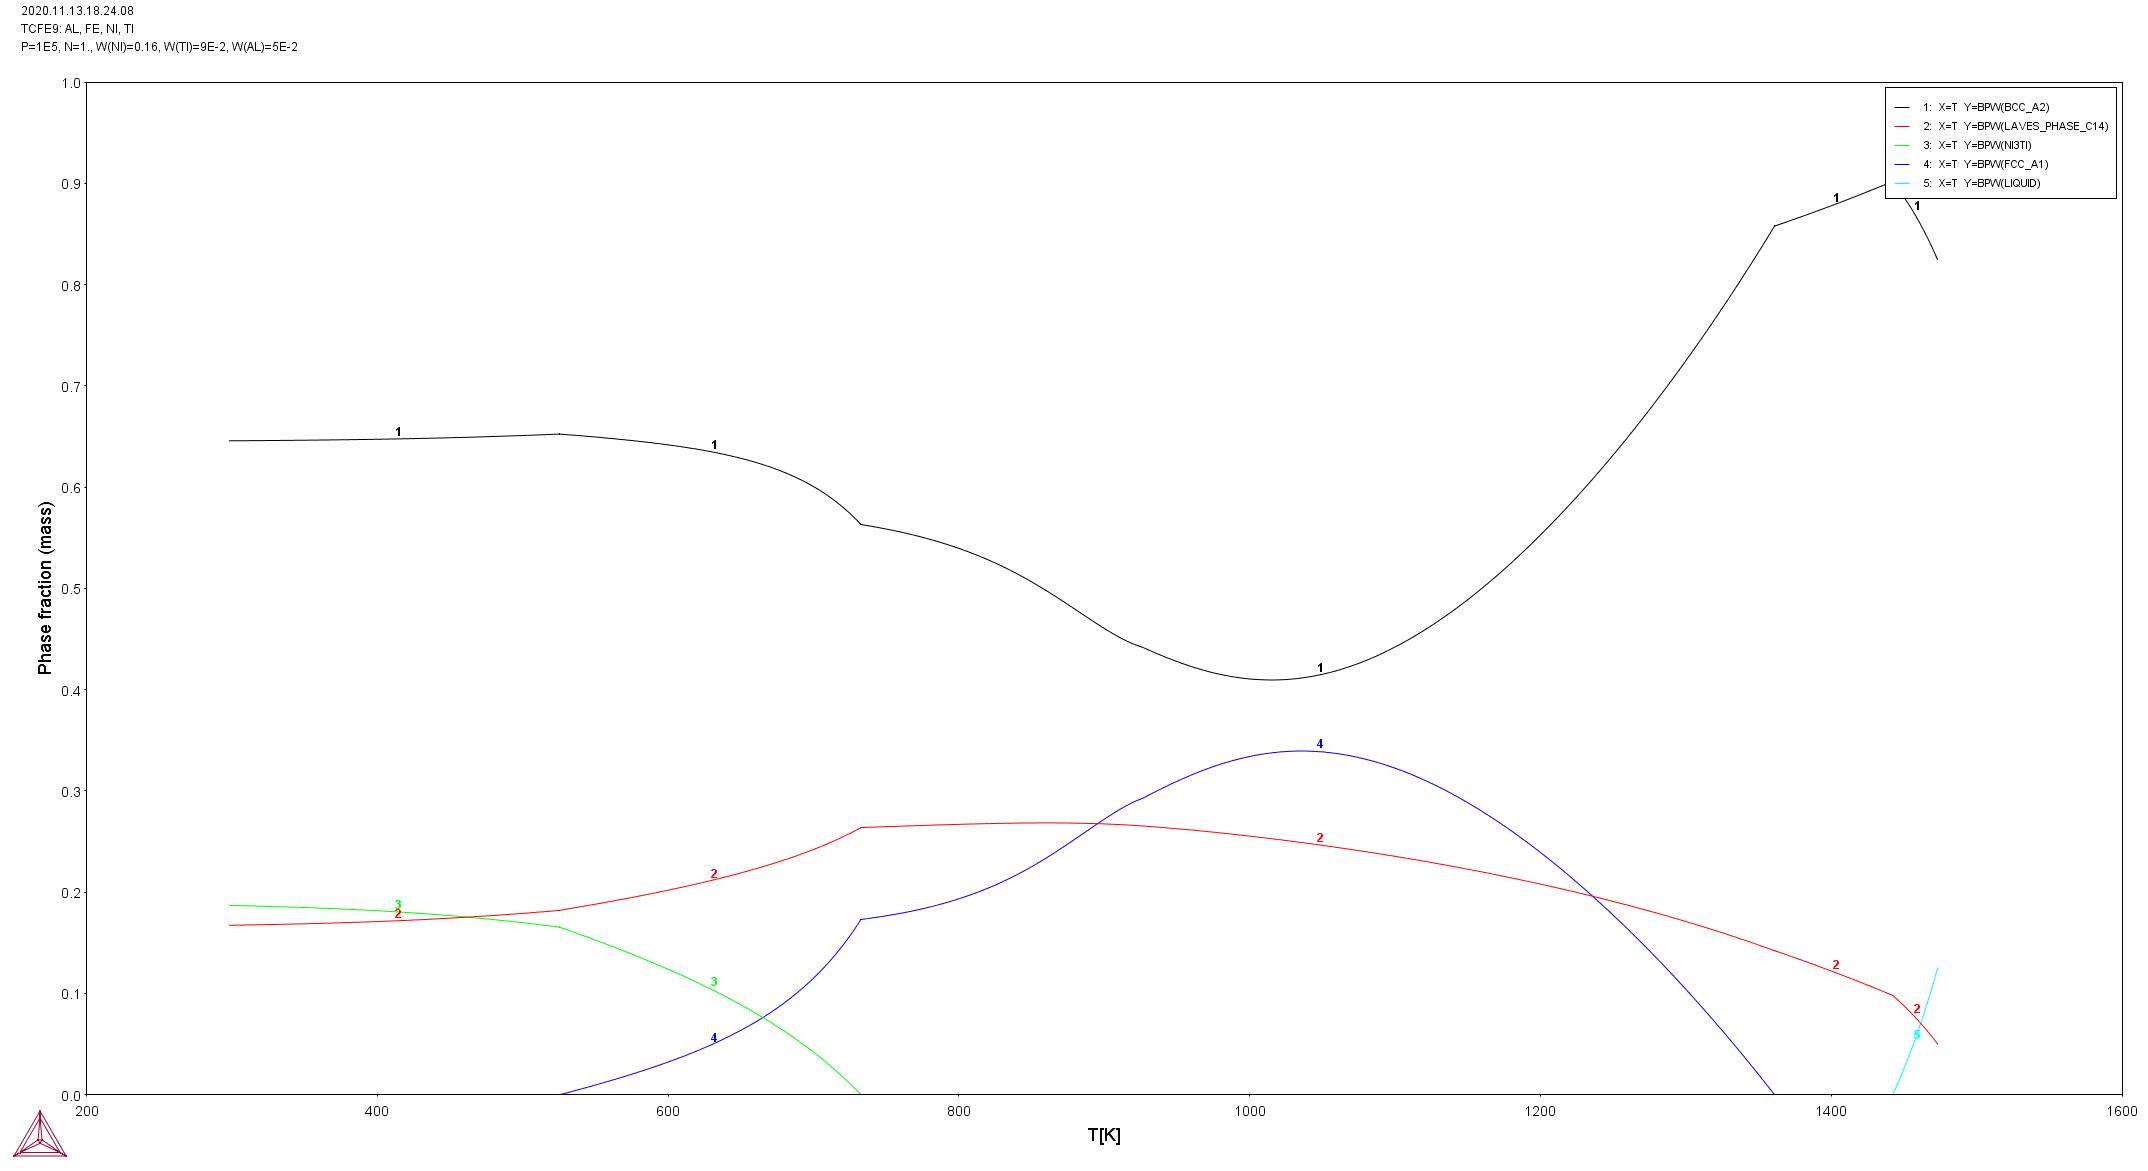 2020.11.13.18.24.08
TCFE9: AL, FE, NI, TI
P=1E5, N=1., W(NI)=0.16, W(TI)=9E-2, W(AL)=5E-2
1: X=T Y=BPW(BCC_A2)
2: X=T Y=BPW(LAVES_PHASE_C14)
3: X=T Y=BPW(NI3TI)
4: X=T Y=BPW(FCC_A1)
5: X=T Y=BPW(LIQUID)
Phase fraction (mass)
1.0
0.9
0.8
0.7
0.6
0.5
0.4
0.3
0.2
0.1
0.0
1
1
1
1
1
2
2
2
2
2
3
3
4
4
5
200 400 600 800 1000 1200 1400 1600
T[K]